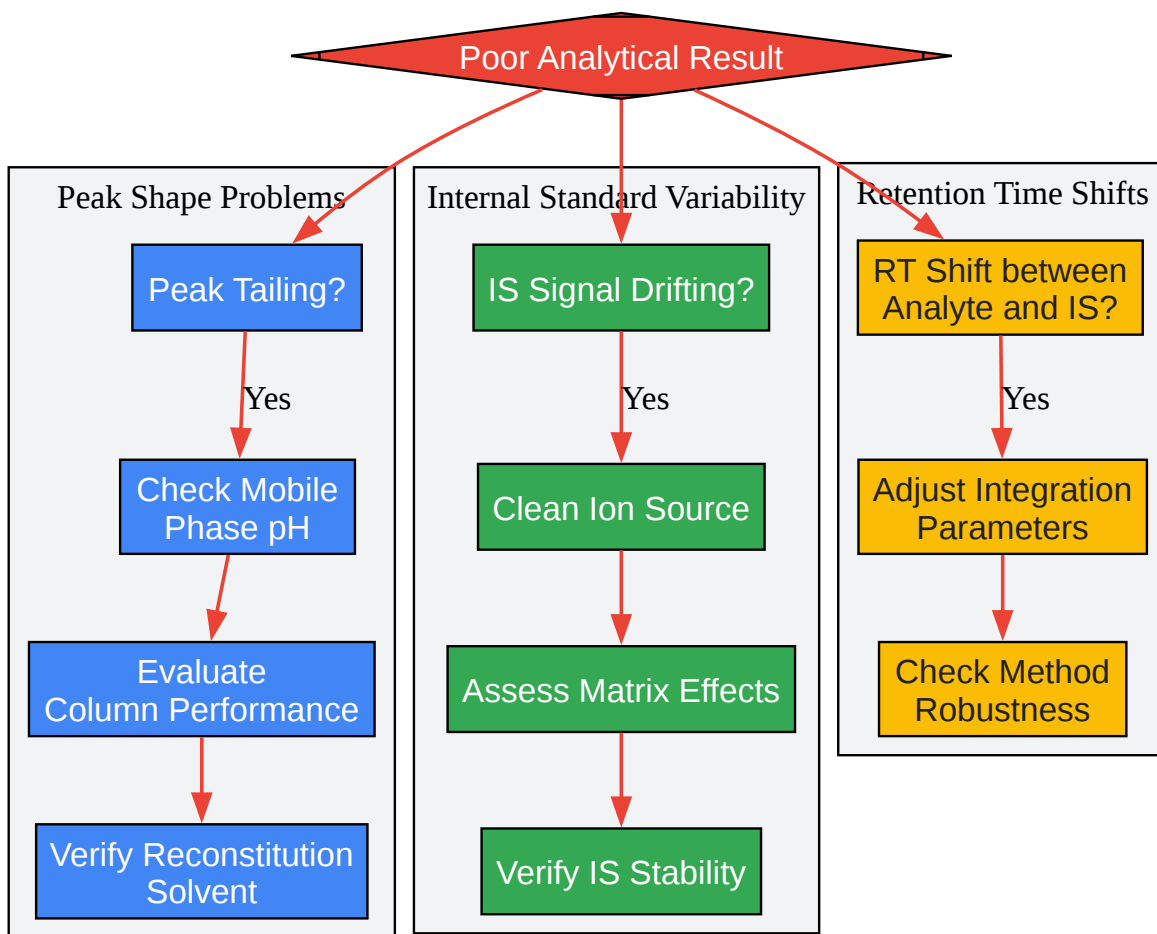 Poor Analytical Result
Peak Shape Problems
Peak Tailing?
Yes
Check Mobile
Phase pH
Evaluate
Column Performance
Verify Reconstitution
Solvent
Internal Standard Variability
IS Signal Drifting?
Yes
Clean Ion Source
Assess Matrix Effects
Verify IS Stability
Retention Time Shifts
RT Shift between
Analyte and IS?
Yes
Adjust Integration
Parameters
Check Method
Robustness